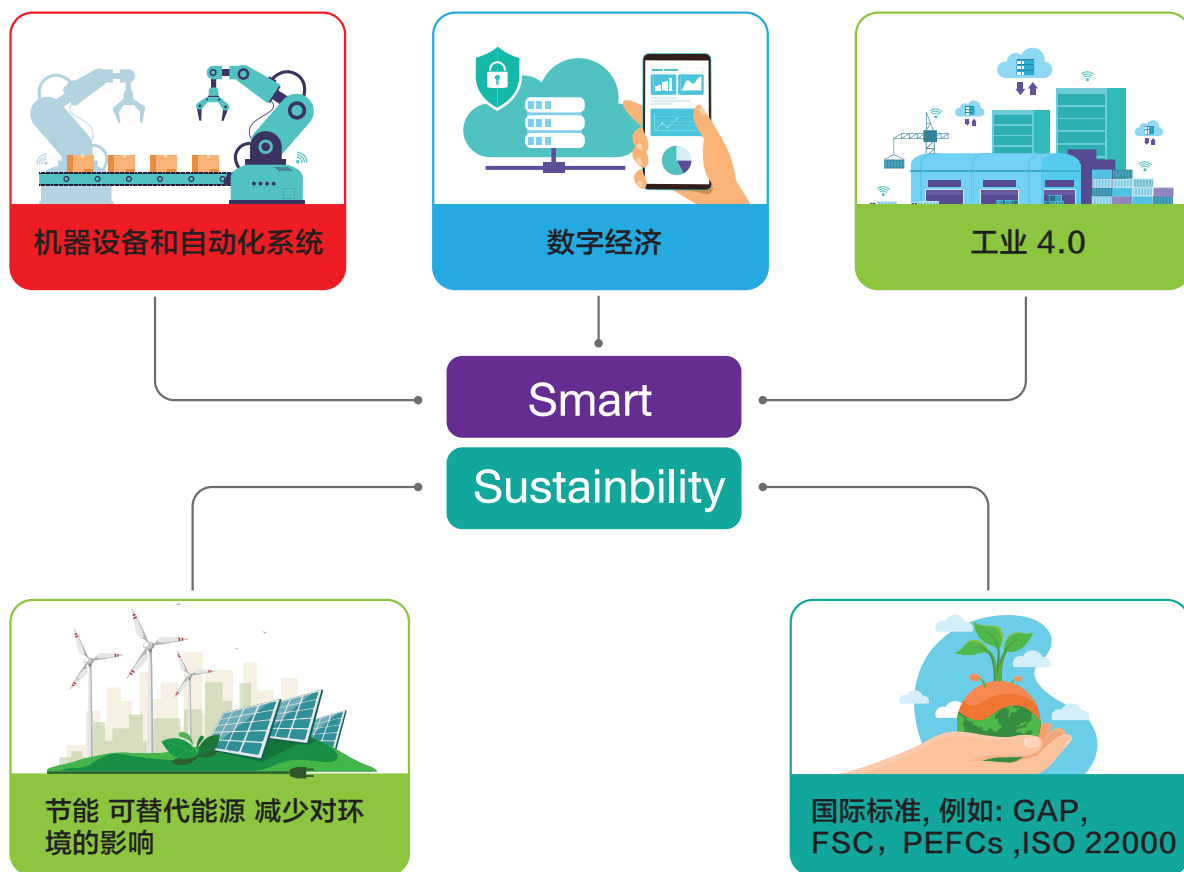 机器设备和自动化系统
数字经济
工业 4.0
Smart
Sustainbility
节能 可替代能源 减少对环
境的影响
国际标准, 例如: GAP,
FSC，PEFCs ,ISO 22000